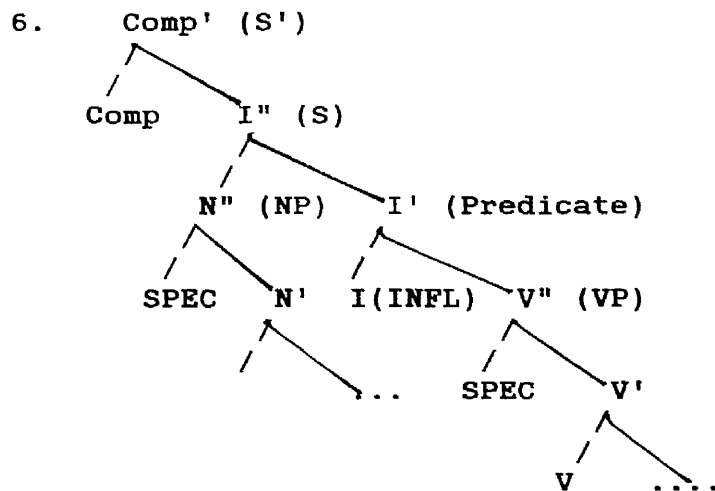 6. Comp' (S')
Comp I" (S)
N" (NP) I' (Predicate)
SPEC N' I(INFL) V" (VP)
... SPEC V'
V ....